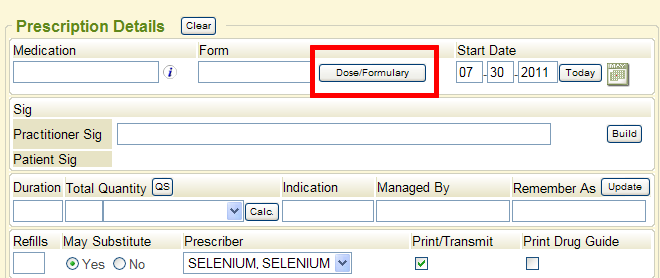 Prescription Details Clear
Medication Form Start Date
i Dose/Formulary 07 - 30 - 2011 Today
Sig
Practitioner Sig Build
Patient Sig
Duration Total Quantity QS Indication Managed By Remember As Update
Calc.
Refills May Substitute Prescriber Print/Transmit Print Drug Guide
Yes No SELENIUM, SELENIUM